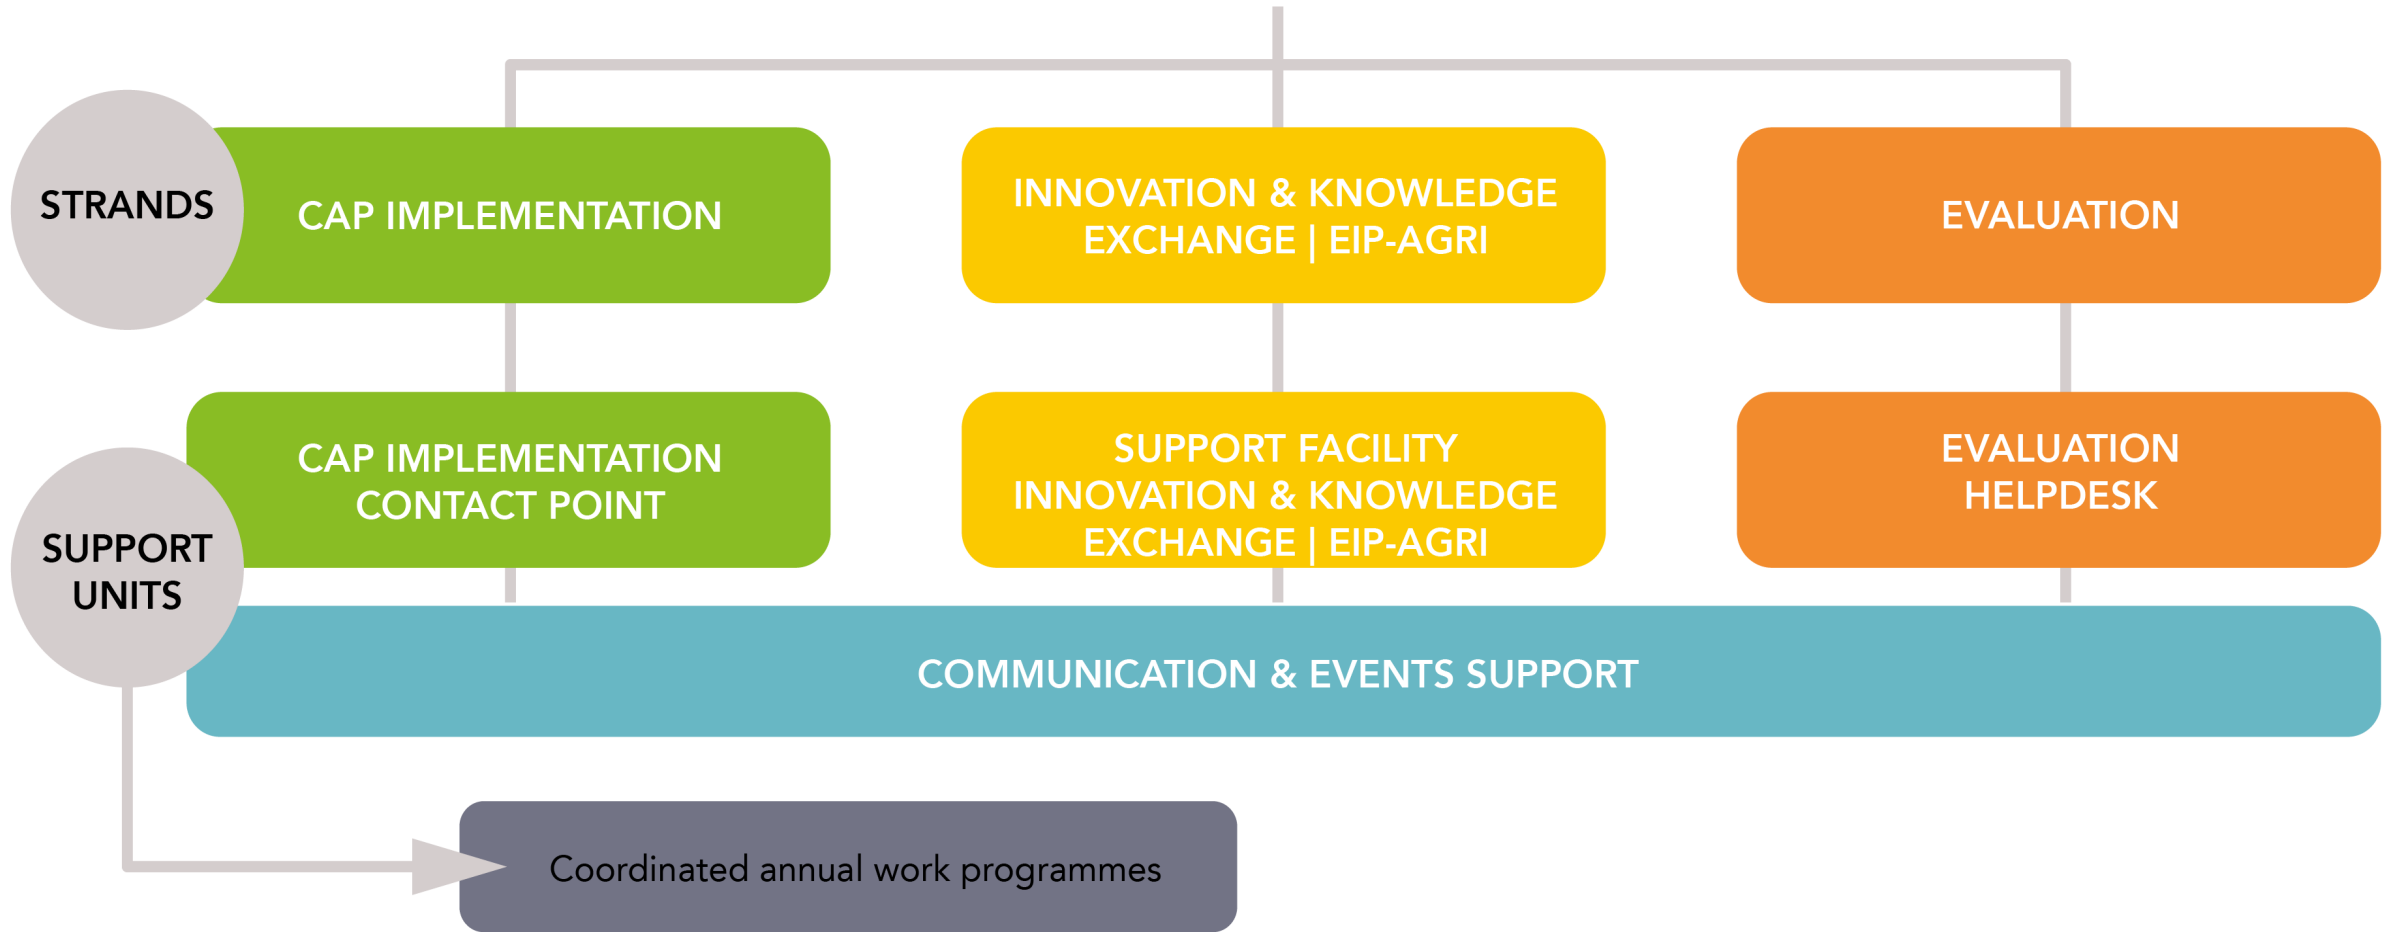 STRANDS
CAP IMPLEMENTATION
INNOVATION & KNOWLEDGE
EXCHANGE | EIP-AGRI
EVALUATION
SUPPORT
UNITS
CAP IMPLEMENTATION
CONTACT POINT
SUPPORT FACILITY
INNOVATION & KNOWLEDGE
EXCHANGE | EIP-AGRI
EVALUATION
HELPDESK
COMMUNICATION & EVENTS SUPPORT
Coordinated annual work programmes